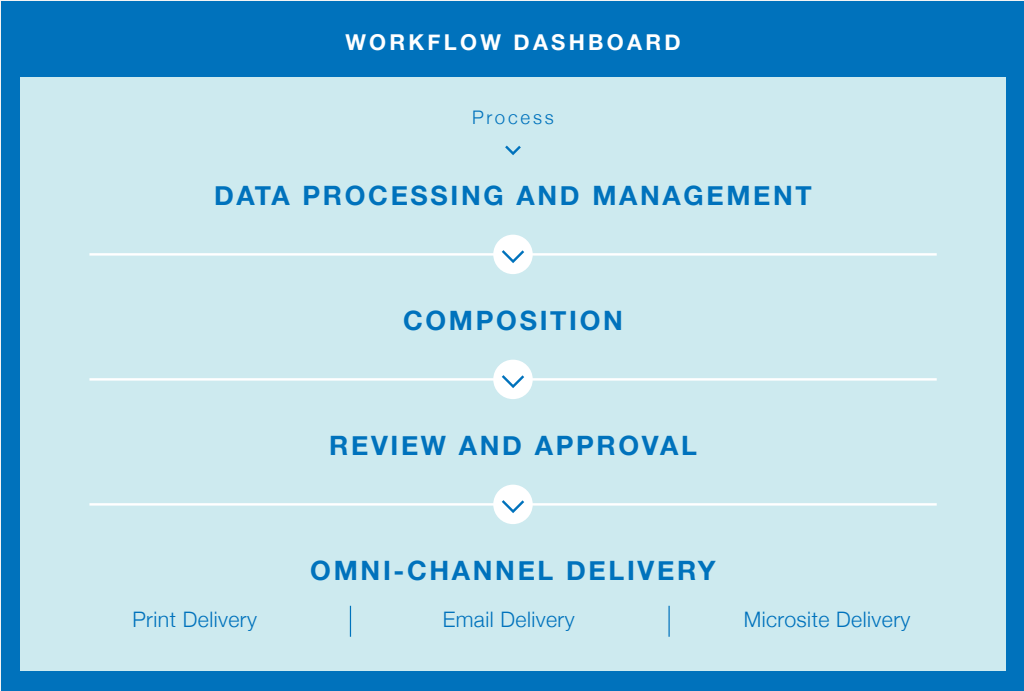 WORKFLOW DASHBOARD
Process
DATA PROCESSING AND MANAGEMENT
COMPOSITION
REVIEW AND APPROVAL
OMNI-CHANNEL DELIVERY
Print Delivery
Email Delivery
Microsite Delivery